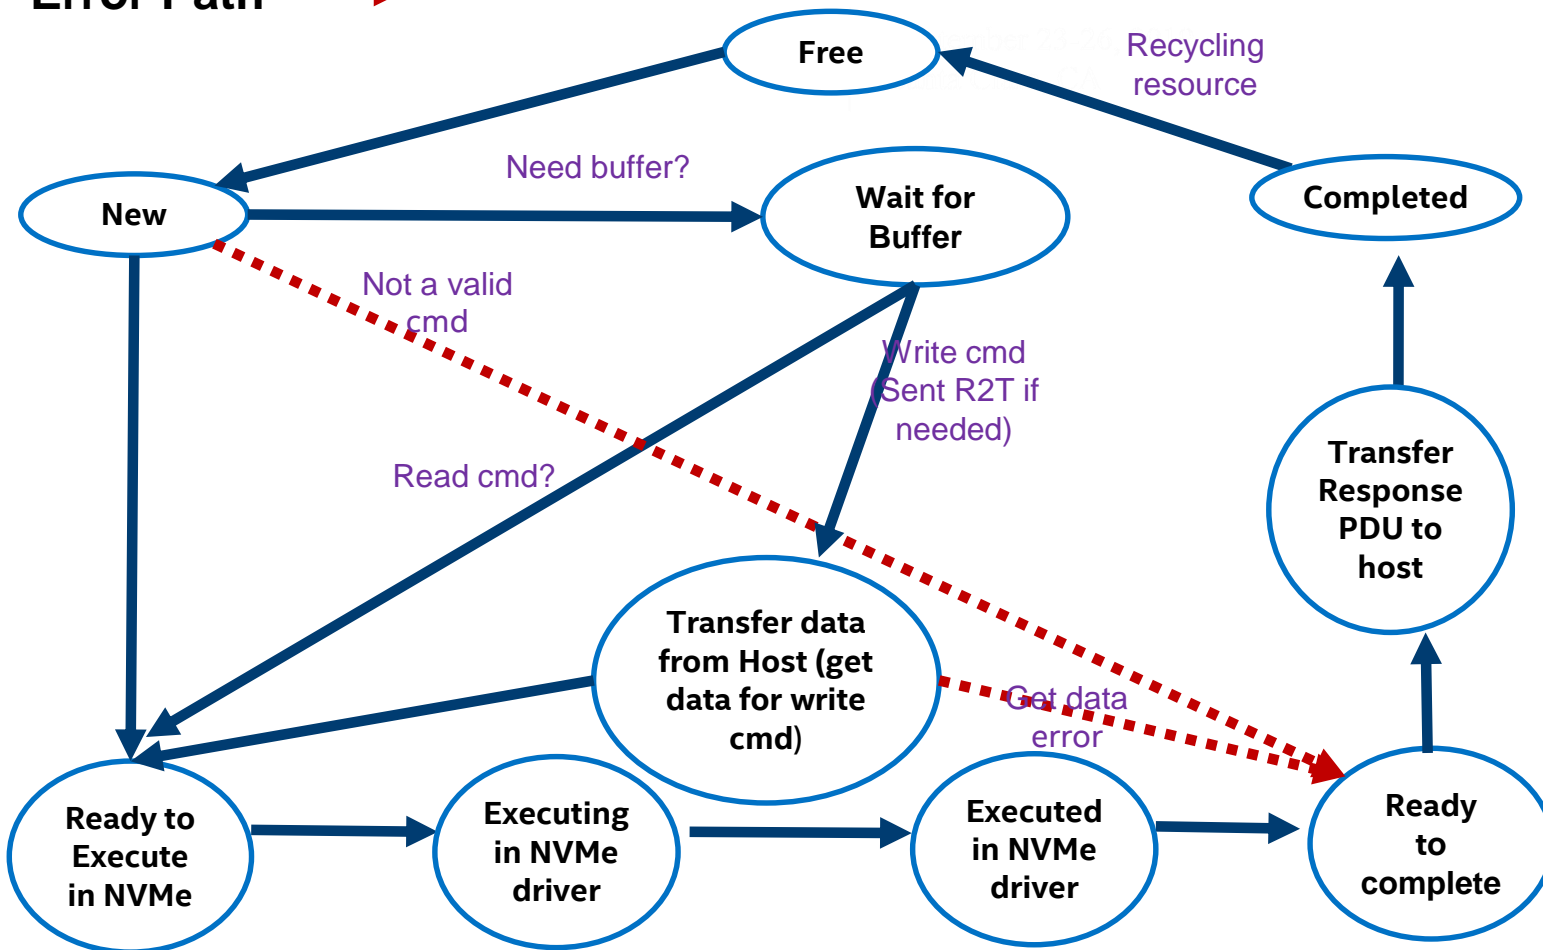 Error Path
Free
Recycling
resource
Need buffer?
New
Wait for
Buffer
Completed
Not a valid
cmd
Write cmd
(Sent R2T if
needed)
Read cmd?
Transfer
Response
PDU to
host
Transfer data
from Host (get
data for write
cmd)
Get data
error
Ready to
Execute
in NVMe
Executing
in NVMe
driver
Executed
in NVMe
driver
Ready
to
complete